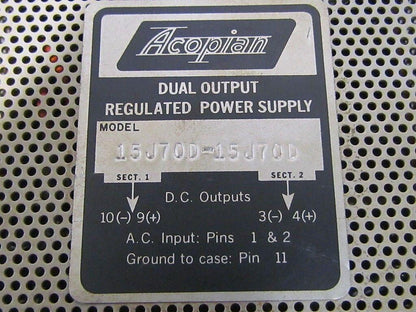 Acopian
DUAL OUTPUT
REGULATED POWER SUPPLY
MODEL
15J70D-15J70D
SECT. 1 SECT. 2
D.C. Outputs
10(-) 9(+) 3(-) 4(+)
A.C. Input: Pins 1 & 2
Ground to case: Pin 11